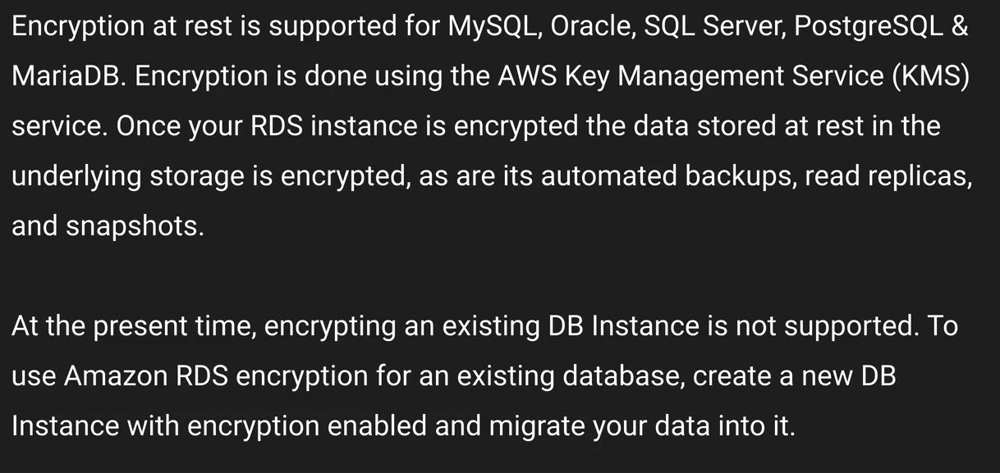 Encryption at rest is supported for MySQL, Oracle, SQL Server, PostgreSQL &
MariaDB. Encryption is done using the AWS Key Management Service (KMS)
service. Once your RDS instance is encrypted the data stored at rest in the
underlying storage is encrypted, as are its automated backups, read replicas,
and snapshots.
At the present time, encrypting an existing DB Instance is not supported. To
use Amazon RDS encryption for an existing database, create a new DB
Instance with encryption enabled and migrate your data into it.